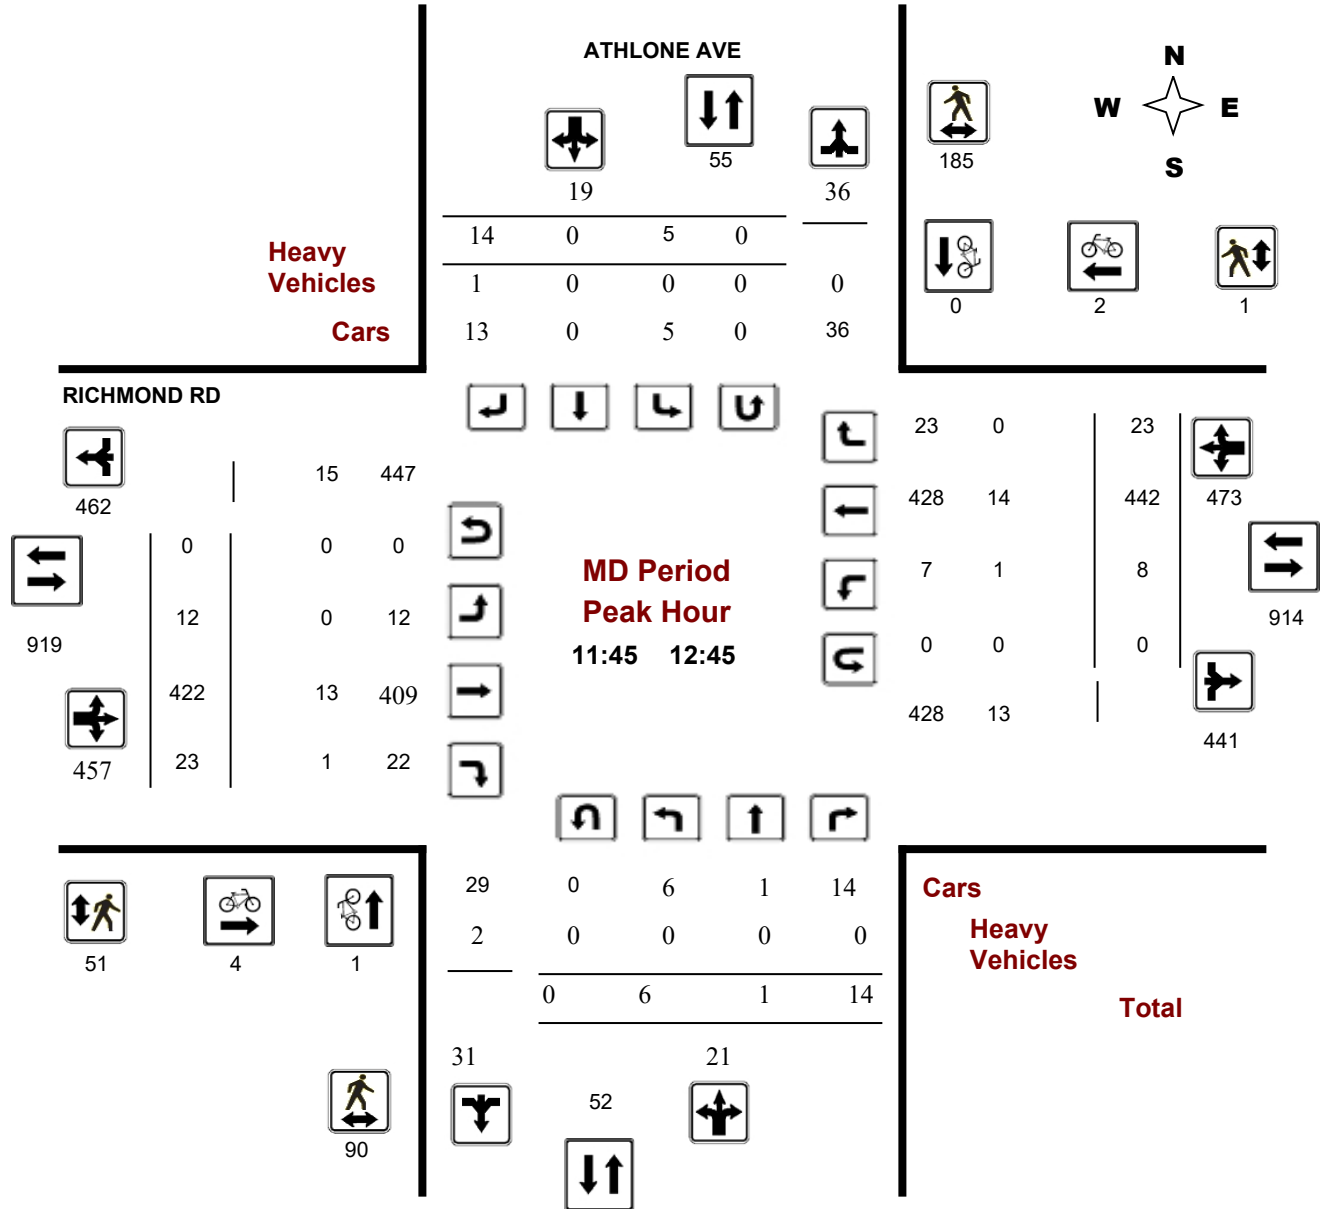 ATHLONE AVE
N
W E
S
55
185
19 36
14 0 5 0
Heavy
Vehicles
1 0 0 0 0
0 2 1
Cars
13 0 5 0 36
RICHMOND RD
23 0 23
15 447
462
428 14 442 473
0 0 0
MD Period
7 1 8
Peak Hour
12 0 12
914
919
11:45 12:45
0 0 0
422 13 409
428 13
441
457 23 1 22
29 0 6 1 14
Cars
2 0 0 0 0
Heavy
Vehicles
51 4 1
0 6 1 14
Total
31 21
52
90